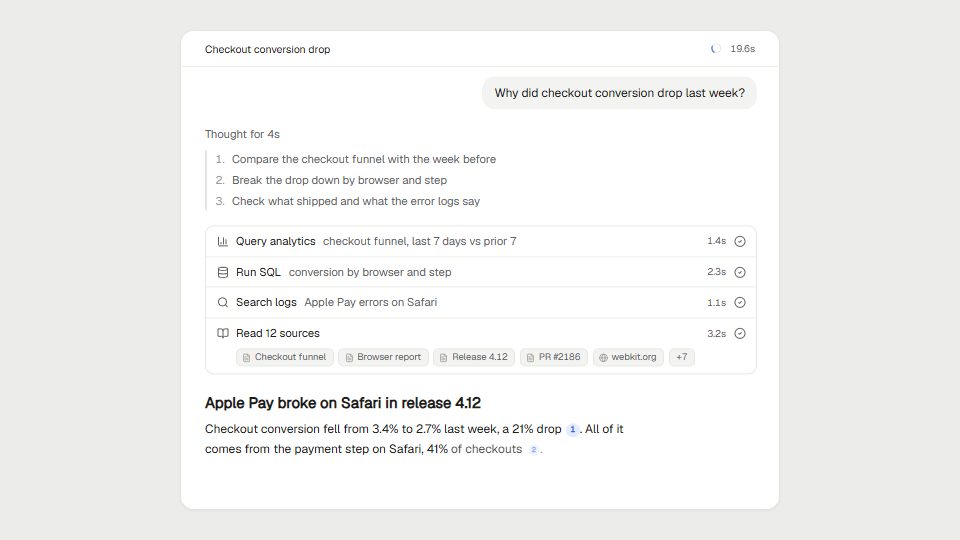 Checkout conversion drop
19.6s
Why did checkout conversion drop last week?
Thought for 4s
1. Compare the checkout funnel with the week before
2. Break the drop down by browser and step
3. Check what shipped and what the error logs say
Query analytics checkout funnel, last 7 days vs prior 7 1.4s
Run SQL conversion by browser and step 2.3s
Search logs Apple Pay errors on Safari 1.1s
Read 12 sources 3.2s
Checkout funnel Browser report Release 4.12 PR #2186 webkit.org +7
Apple Pay broke on Safari in release 4.12
Checkout conversion fell from 3.4% to 2.7% last week, a 21% drop 1. All of it
comes from the payment step on Safari, 41% of checkouts 2.